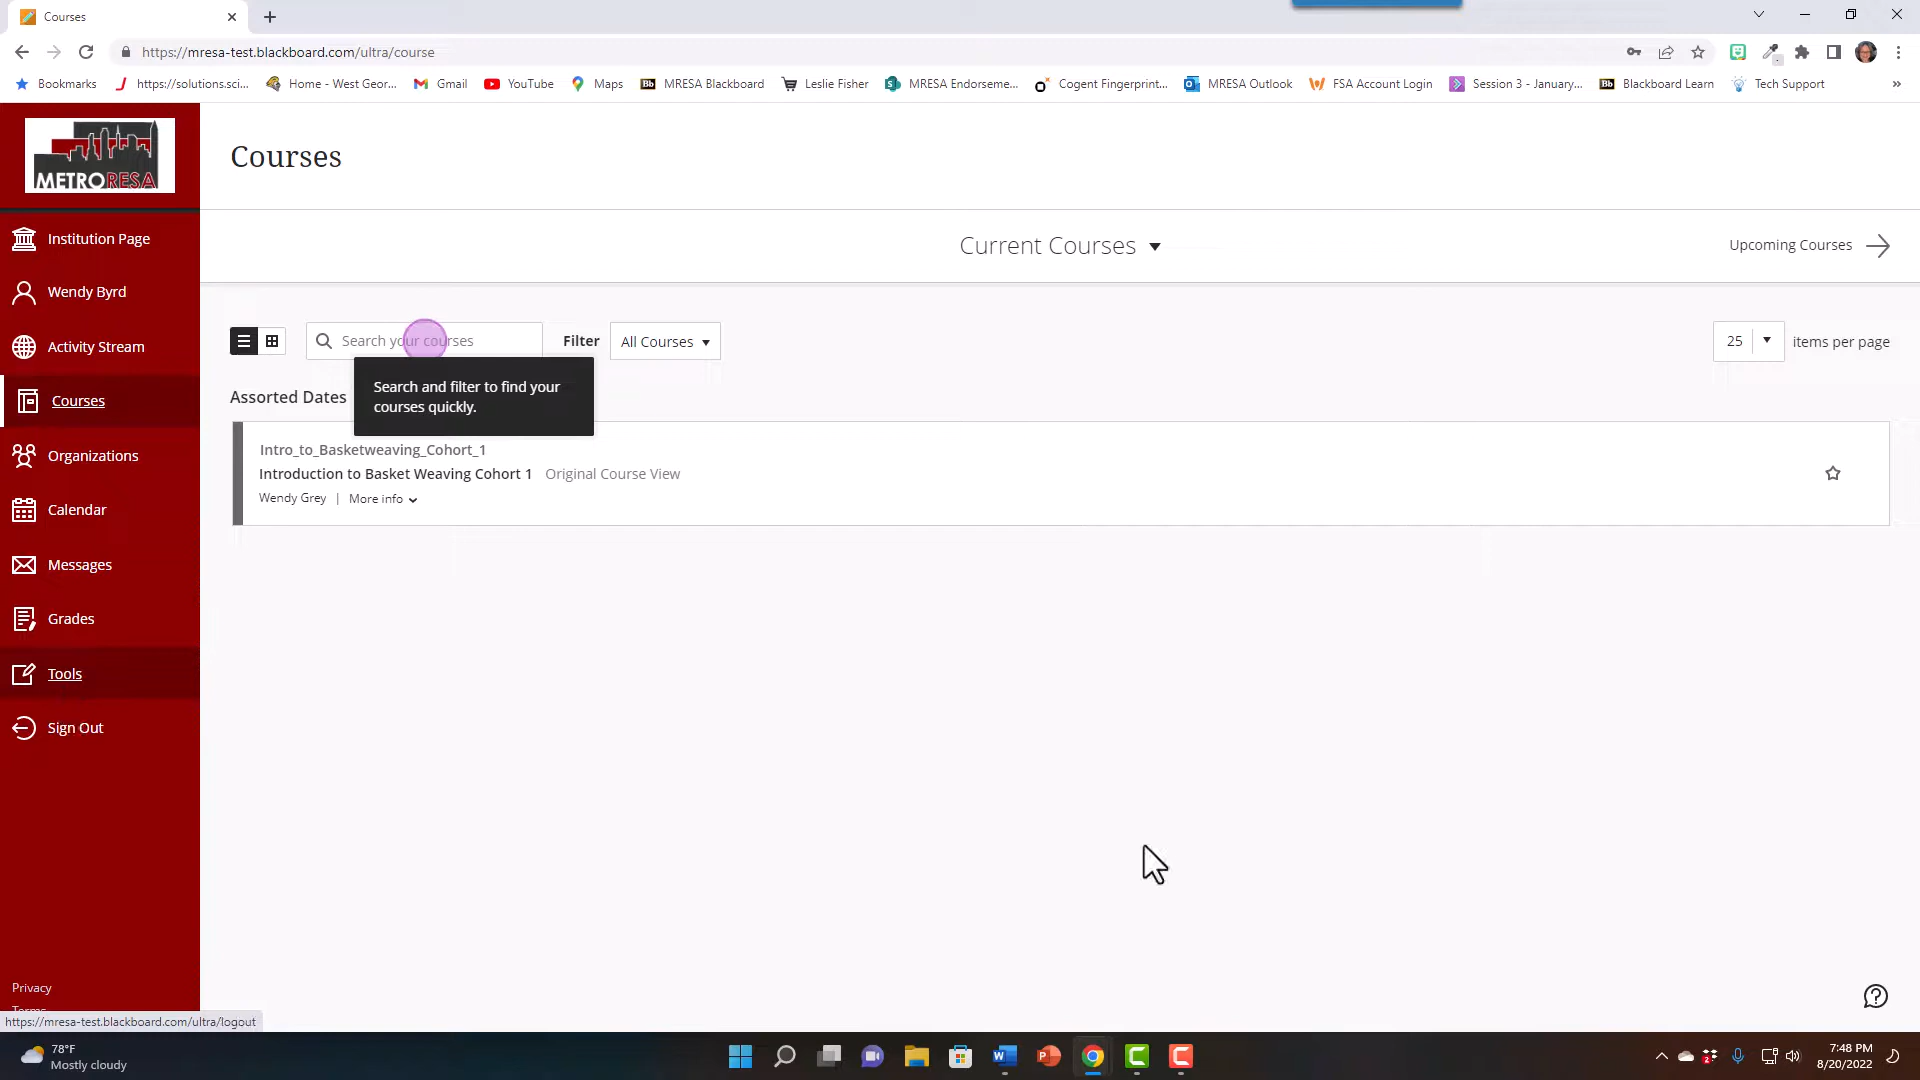 Courses
https://mresa-test.blackboard.com/ultra/course
Bookmarks
https://solutions.sci...
Home - West Geor...
Gmail
YouTube
Maps
Bb
MRESA Blackboard
Leslie Fisher
MRESA Endorseme...
Cogent Fingerprint...
MRESA Outlook
FSA Account Login
Session 3 - January...
Bb
Blackboard Learn
Tech Support
»
METRORESA
Institution Page
Wendy Byrd
Activity Stream
Courses
Organizations
Calendar
Messages
Grades
Tools
Sign Out
Privacy
https://mresa-test.blackboard.com/ultra/logout
Courses
Current Courses
Upcoming Courses
Search your courses
Filter
All Courses
25
items per page
Search and filter to find your
courses quickly.
Assorted Dates
Intro_to_Basketweaving_Cohort_1
Introduction to Basket Weaving Cohort 1 Original Course View
Wendy Grey | More info
78°F
Mostly cloudy
7:48 PM
8/20/2022